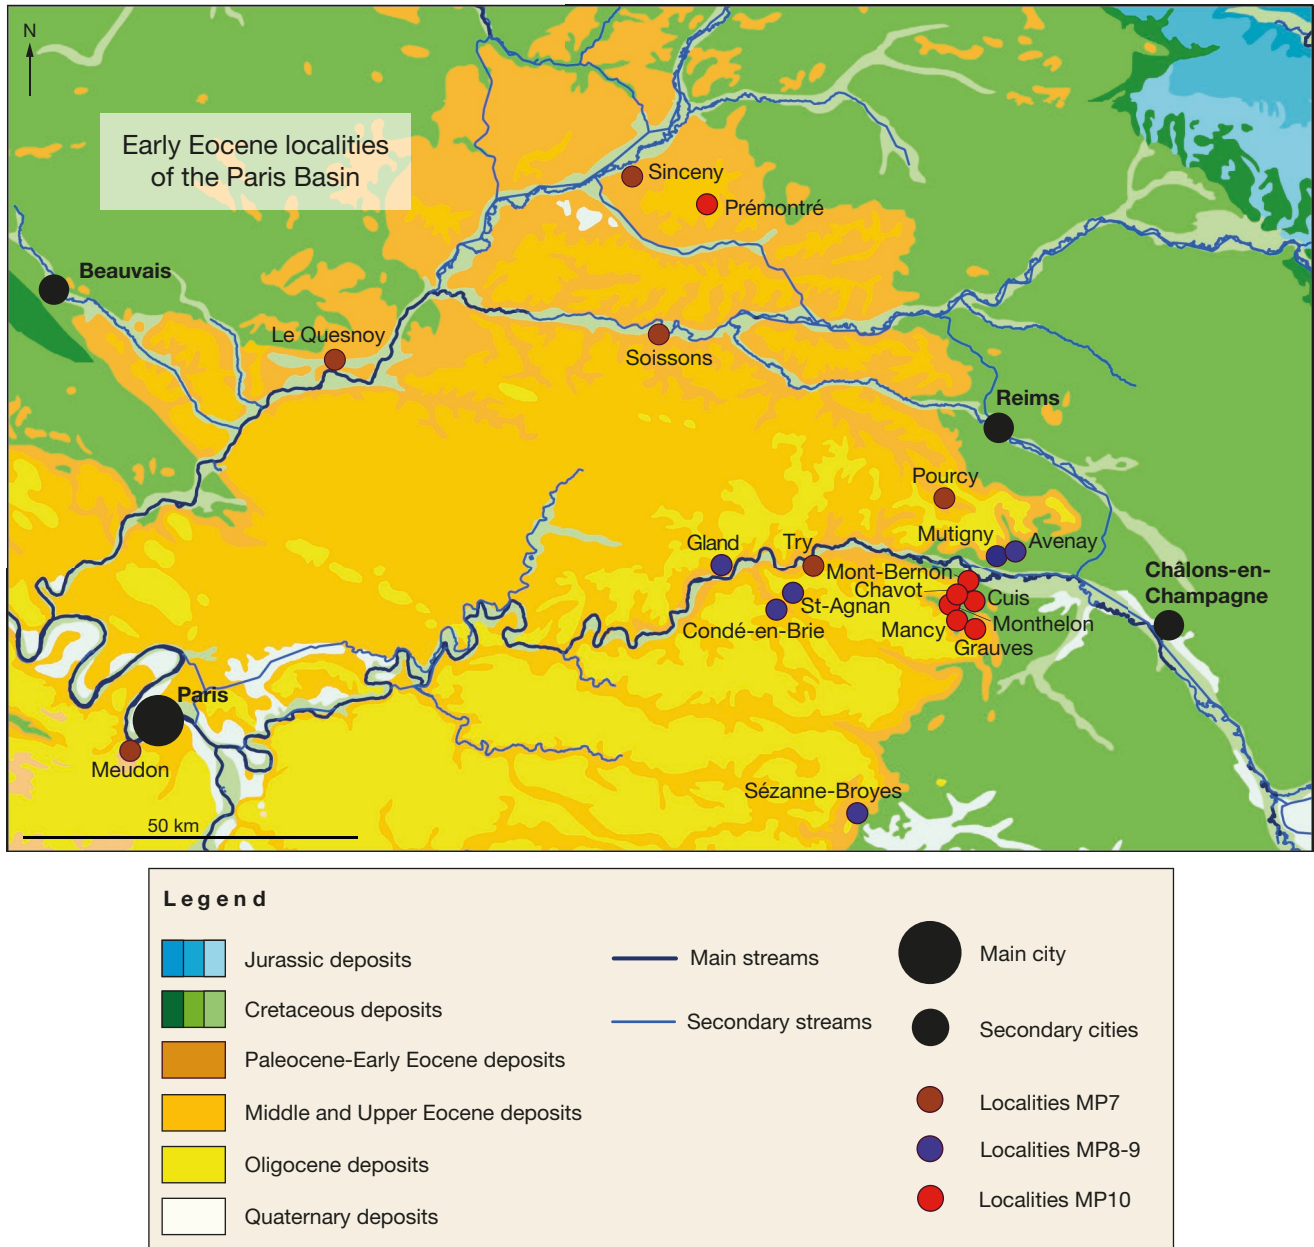 N
Early Eocene localities
of the Paris Basin
Sinceny
Prémontré
Beauvais
Le Quesnoy
Soissons
Reims
Pourcy
Mutigny
Avenay
Gland
Try
Mont-Bernon
Chavot
Cuis
Châlons-en-
Champagne
St-Agnan
Condé-en-Brie
Mancy
Monthelon
Grauves
Paris
Meudon
Sézanne-Broyes
50 km
Legend
Jurassic deposits
Cretaceous deposits
Paleocene-Early Eocene deposits
Middle and Upper Eocene deposits
Oligocene deposits
Quaternary deposits
Main streams
Secondary streams
Main city
Secondary cities
Localities MP7
Localities MP8-9
Localities MP10